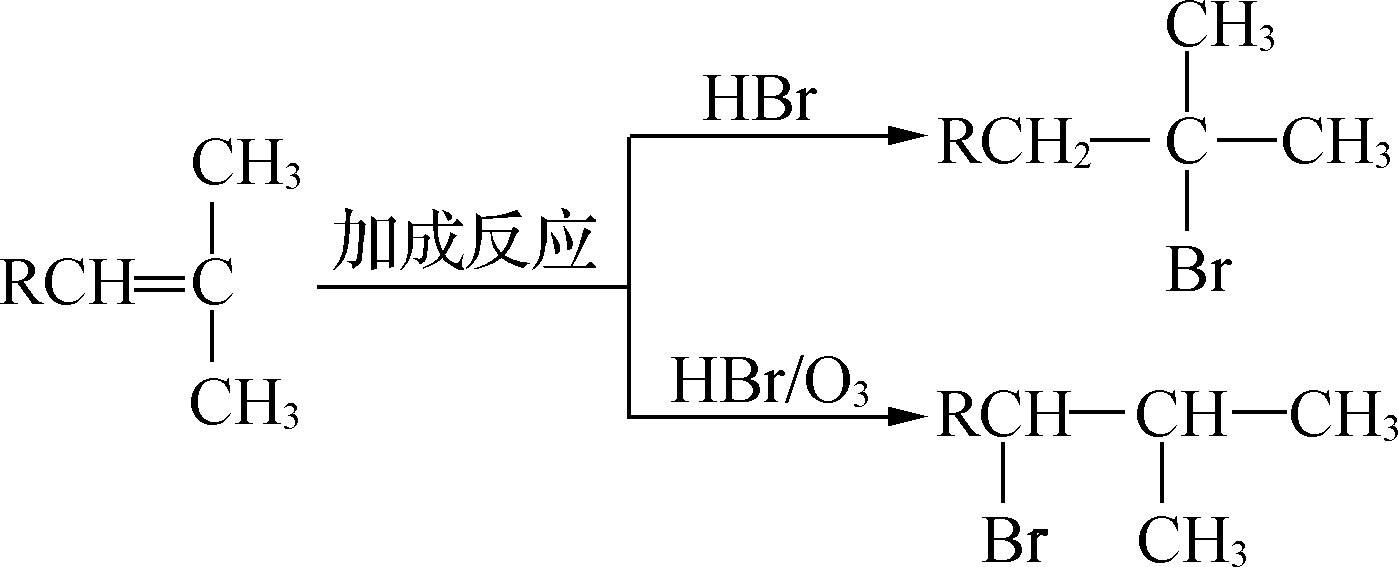 CH₃
HBr
RCH₂—C—CH₃
Br
CH₃
加成反应
RCH=C
CH₃
HBr/O₃
RCH—CH—CH₃
Br CH₃